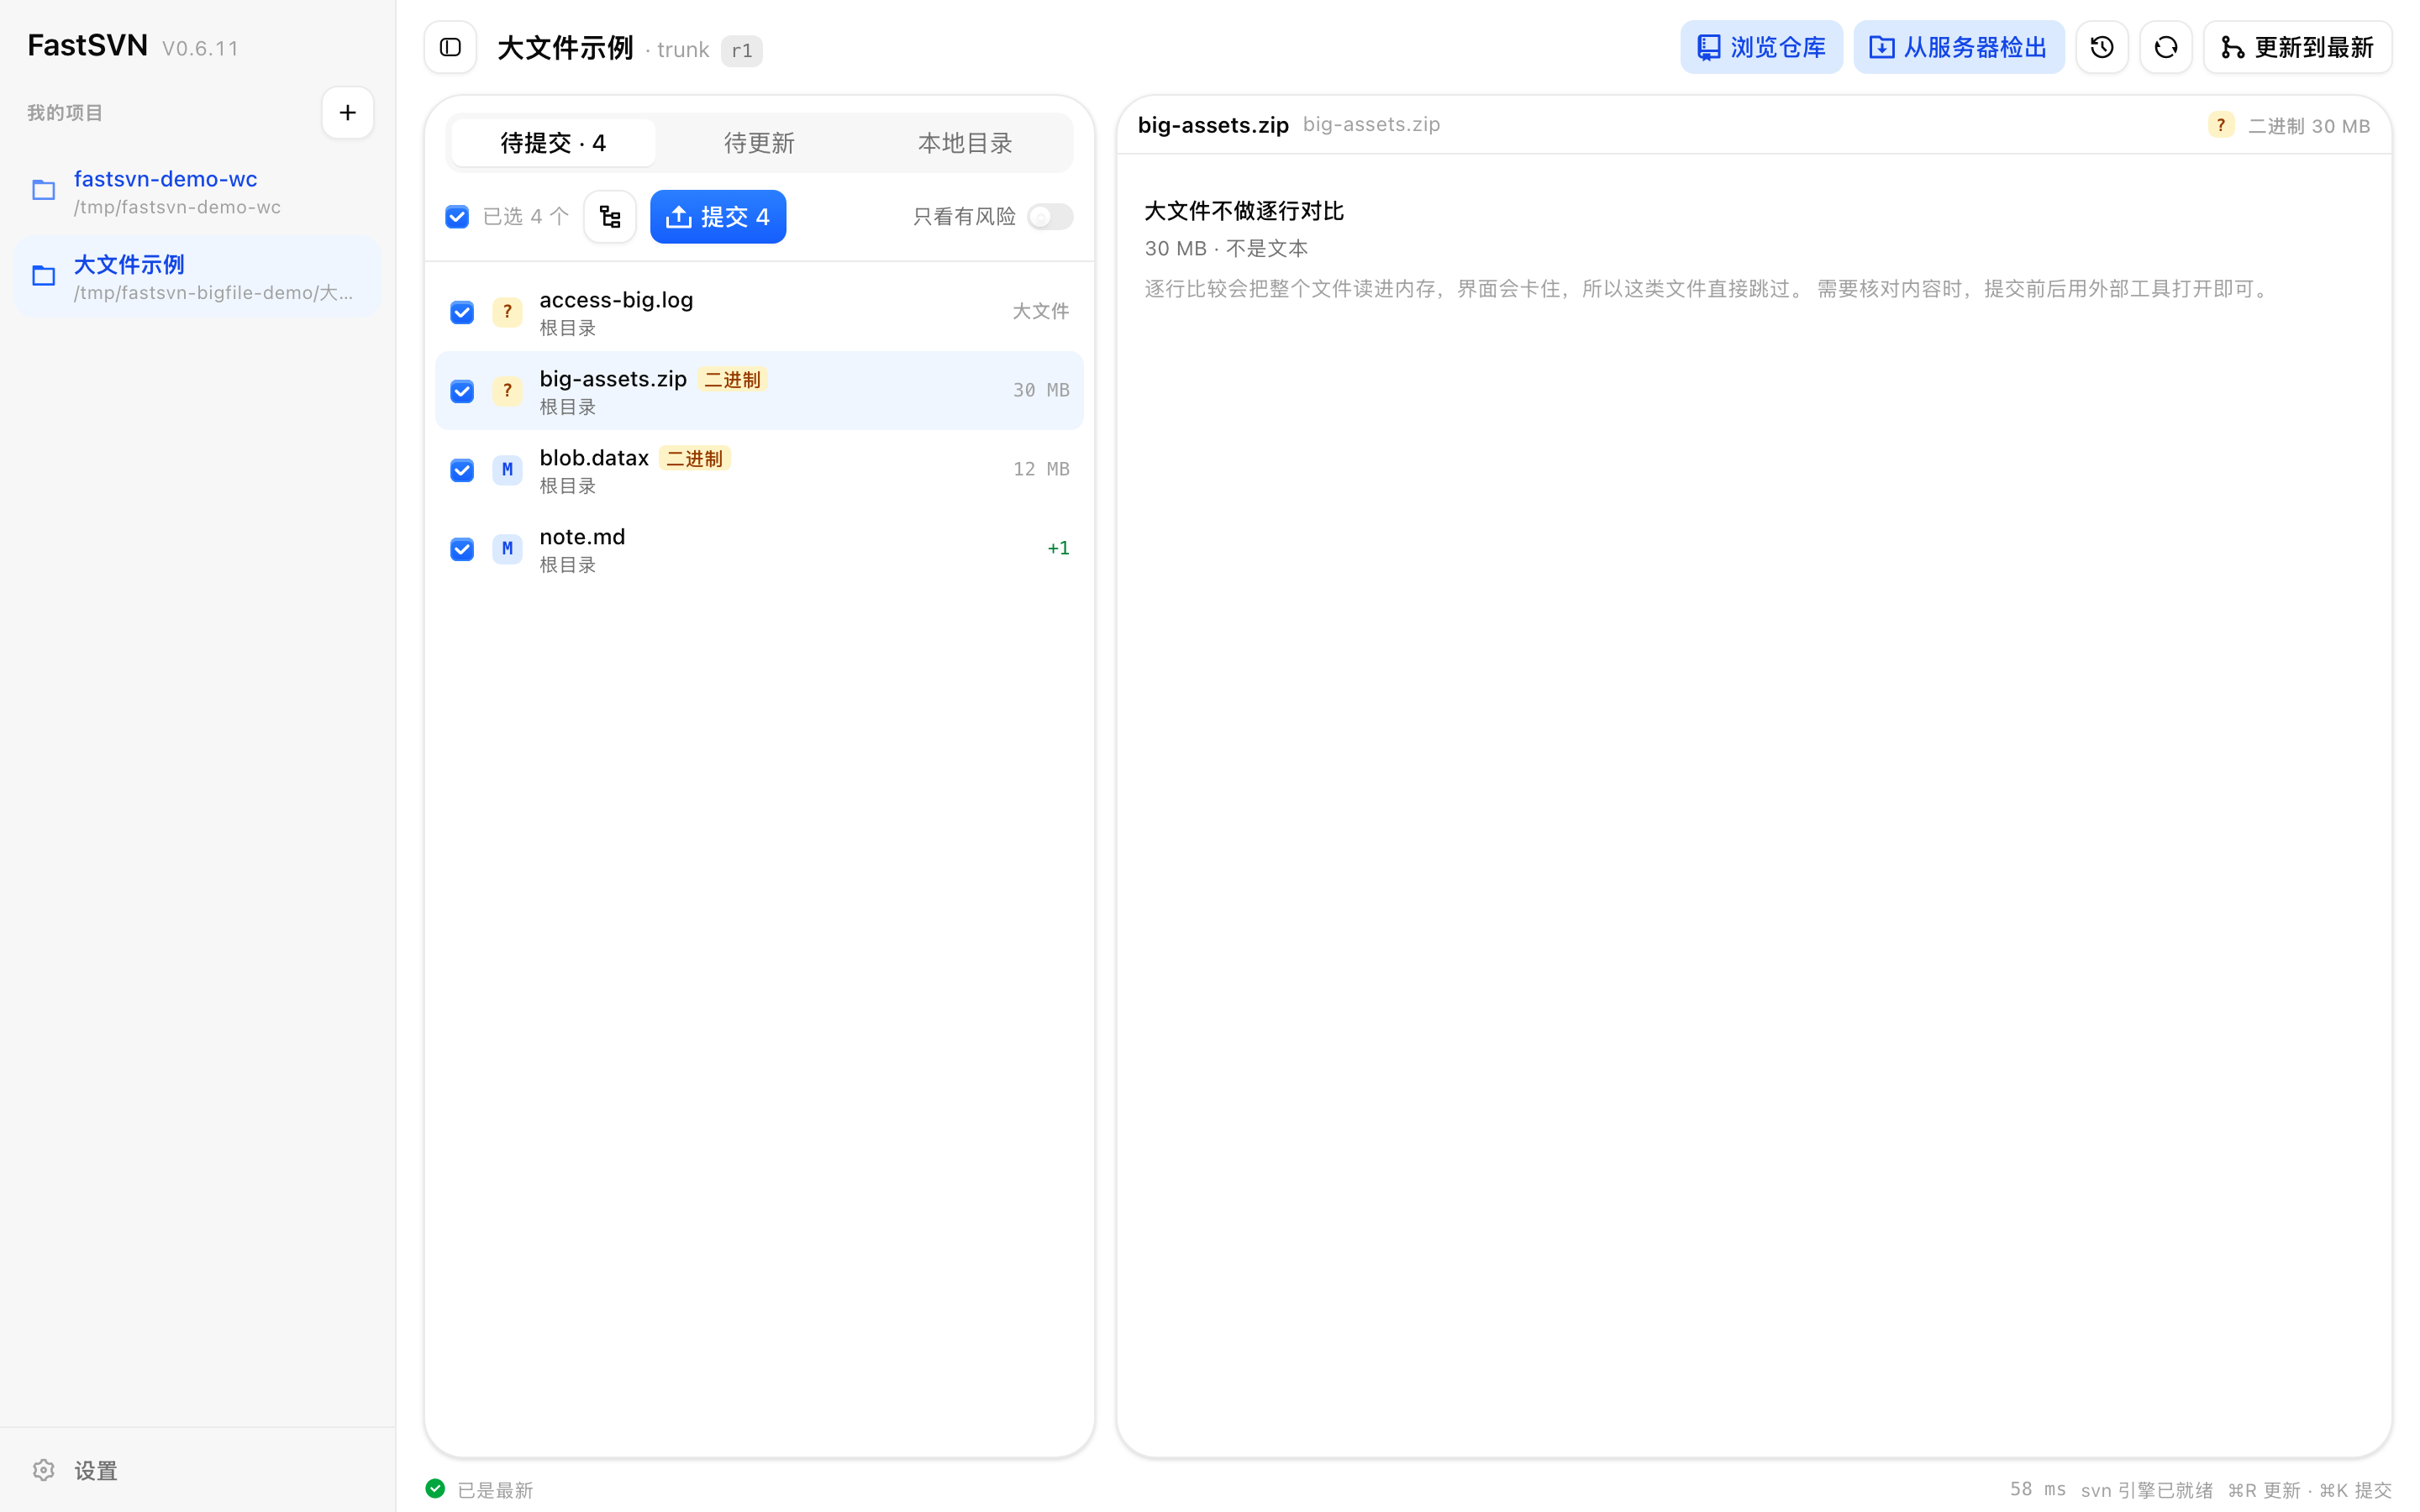 FastSVN V0.6.11
我的项目
fastsvn-demo-wc
/tmp/fastsvn-demo-wc
大文件示例
/tmp/fastsvn-bigfile-demo/大...
设置
大文件示例 · trunk r1
浏览仓库
从服务器检出
更新到最新
待提交 · 4
待更新
本地目录
已选 4 个
提交 4
只看有风险
? access-big.log
根目录
大文件
? big-assets.zip 二进制
根目录
30 MB
M blob.datax 二进制
根目录
12 MB
M note.md
根目录
+1
big-assets.zip big-assets.zip
? 二进制 30 MB
大文件不做逐行对比
30 MB · 不是文本
逐行比较会把整个文件读进内存，界面会卡住，所以这类文件直接跳过。 需要核对内容时，提交前后用外部工具打开即可。
已是最新
58 ms svn 引擎已就绪 ⌘R 更新 · ⌘K 提交